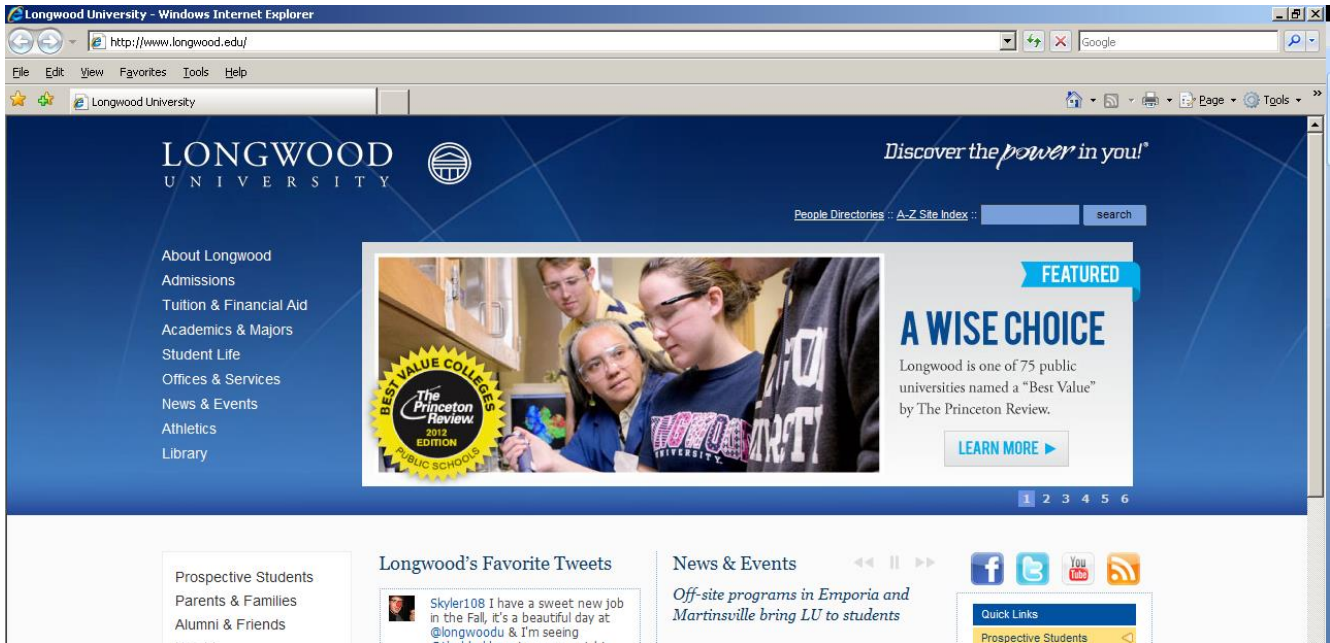 Longwood University - Windows Internet Explorer
http://www.longwood.edu/
Google
File Edit View Favorites Tools Help
Longwood University
Page Tools
LONGWOOD
UNIVERSITY
Discover the power in you!®
People Directories :: A-Z Site Index :: search
About Longwood
Admissions
Tuition & Financial Aid
Academics & Majors
Student Life
Offices & Services
News & Events
Athletics
Library
BEST VALUE COLLEGES
The
Princeton
Review
2012
EDITION
PUBLIC SCHOOLS
FEATURED
A WISE CHOICE
Longwood is one of 75 public
universities named a “Best Value”
by The Princeton Review.
LEARN MORE
1 2 3 4 5 6
Prospective Students
Parents & Families
Alumni & Friends
Longwood's Favorite Tweets
Skyler108 I have a sweet new job
in the Fall, it's a beautiful day at
@longwoodu & I'm seeing
News & Events
Off-site programs in Emporia and
Martinsville bring LU to students
You
Tube
Quick Links
Prospective Students